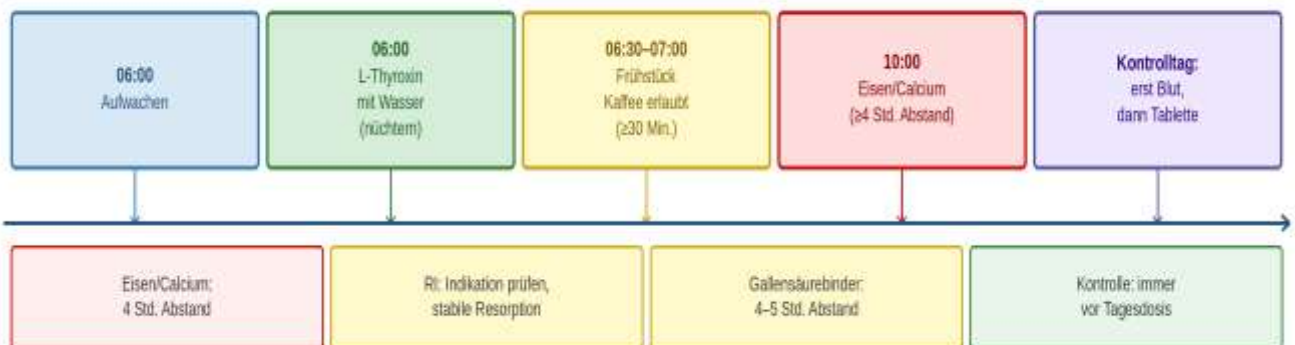 06:00
Aufwachen
06:00
L-Thyroxin
mit Wasser
(nüchtern)
06:30–07:00
Frühstück
Kaffee erlaubt
(≥30 Min.)
10:00
Eisen/Calcium
(≥4 Std. Abstand)
Kontrolltag:
erst Blut,
dann Tablette
Eisen/Calcium:
4 Std. Abstand
RI: Indikation prüfen,
stabile Resorption
Gallensäurebinder:
4–5 Std. Abstand
Kontrolle: immer
vor Tagesdosis